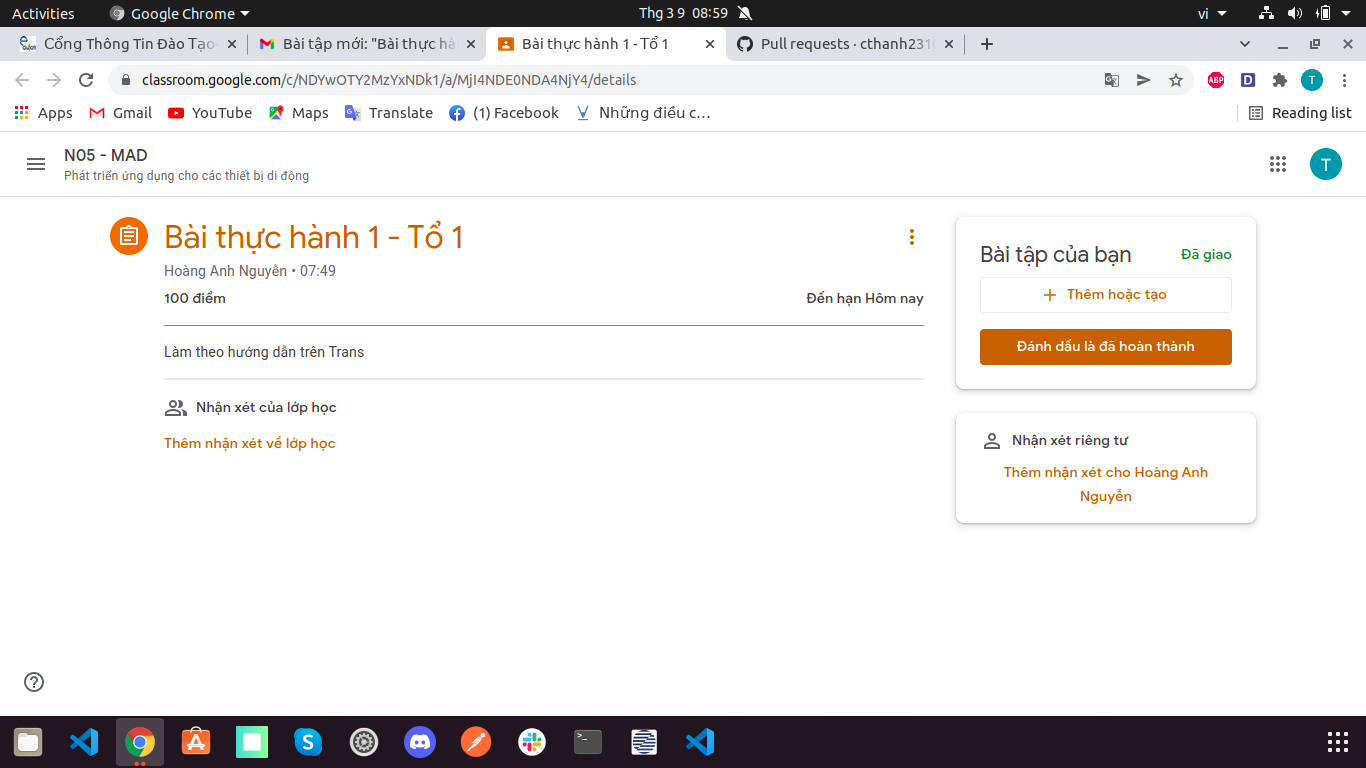 Activities
Google Chrome
Thg 3 9 08:59
vi
Cổng Thông Tin Đào Tạo
Bài tập mới: "Bài thực hà
Bài thực hành 1 - Tổ 1
Pull requests · cthanh231
classroom.google.com/c/NDYwOTY2MzYxNDk1/a/MjI4NDE0NDA4NjY4/details
ABP
D
T
Apps
Gmail
YouTube
Maps
Translate
(1) Facebook
Những điều c...
Reading list
N05 - MAD
Phát triển ứng dụng cho các thiết bị di động
T
Bài thực hành 1 - Tổ 1
Hoàng Anh Nguyễn • 07:49
100 điểm
Đến hạn Hôm nay
Làm theo hướng dẫn trên Trans
Nhận xét của lớp học
Thêm nhận xét về lớp học
Bài tập của bạn
Đã giao
Thêm hoặc tạo
Đánh dấu là đã hoàn thành
Nhận xét riêng tư
Thêm nhận xét cho Hoàng Anh
Nguyễn